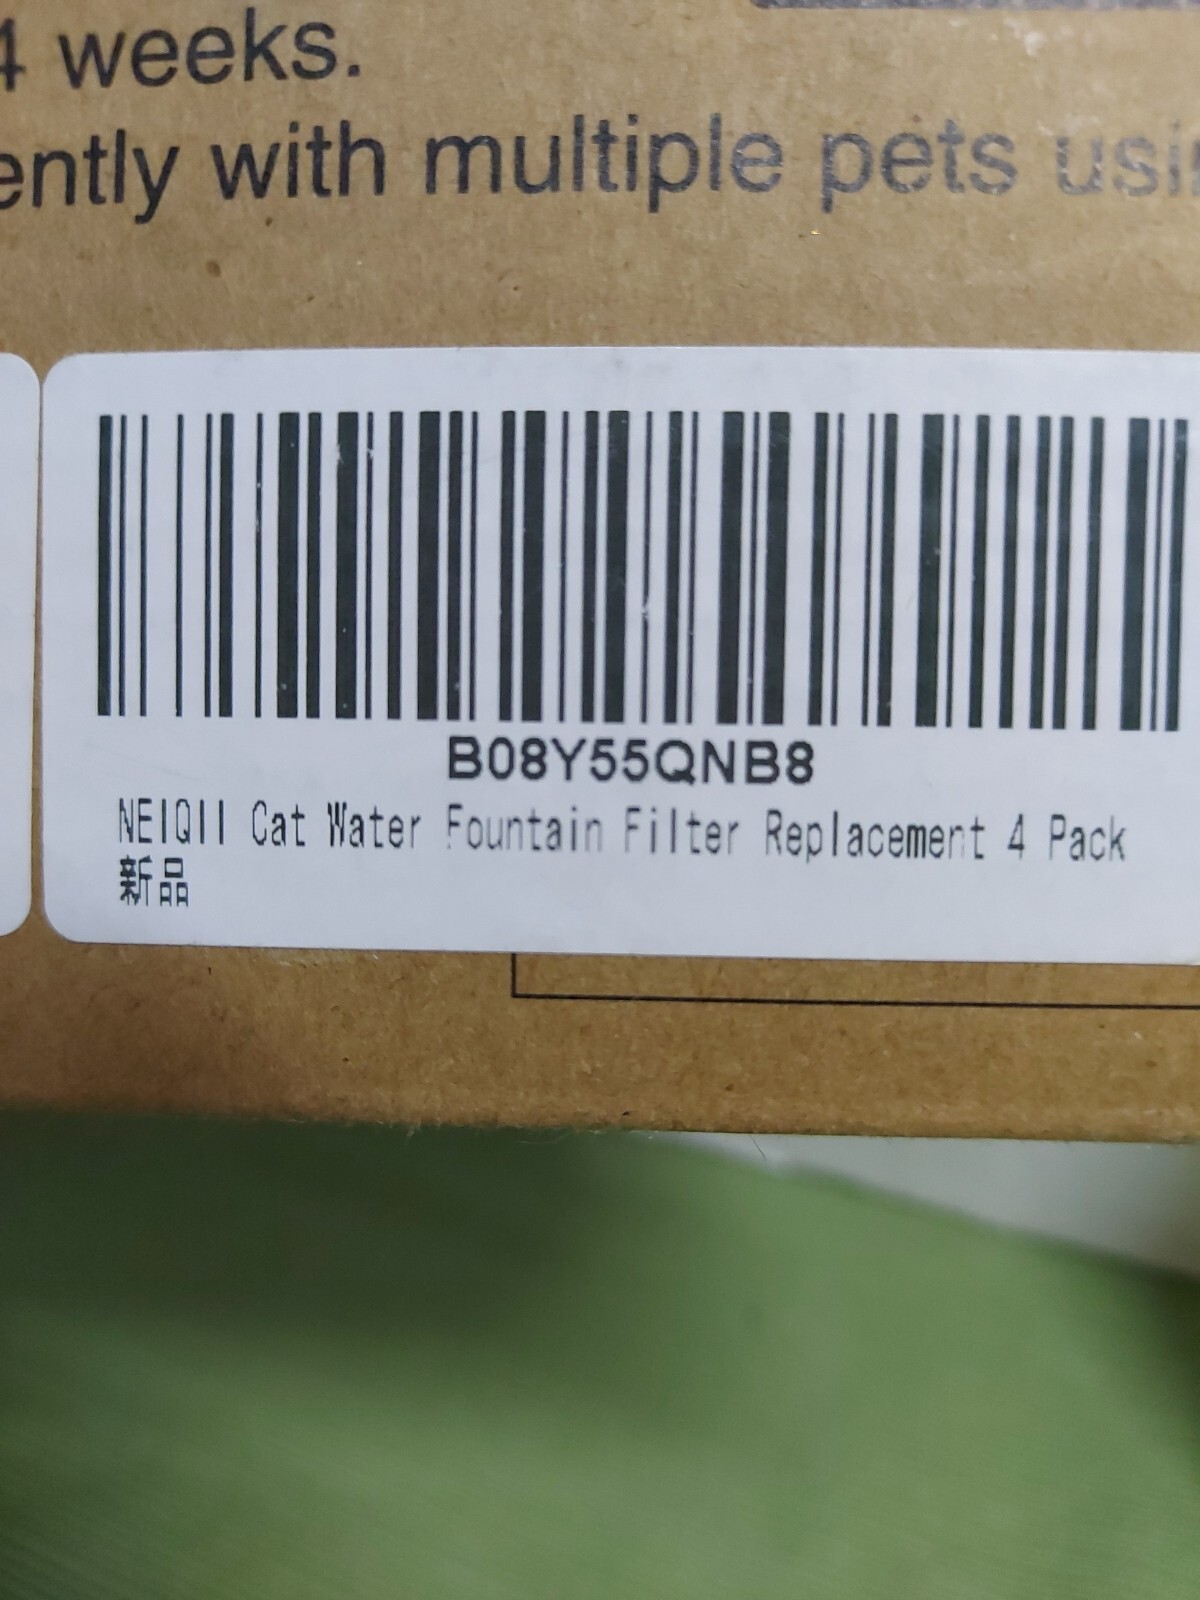 4 weeks.
ently with multiple pets usi
B08Y55QNB8
NEIQII Cat Water Fountain Filter Replacement 4 Pack
新品